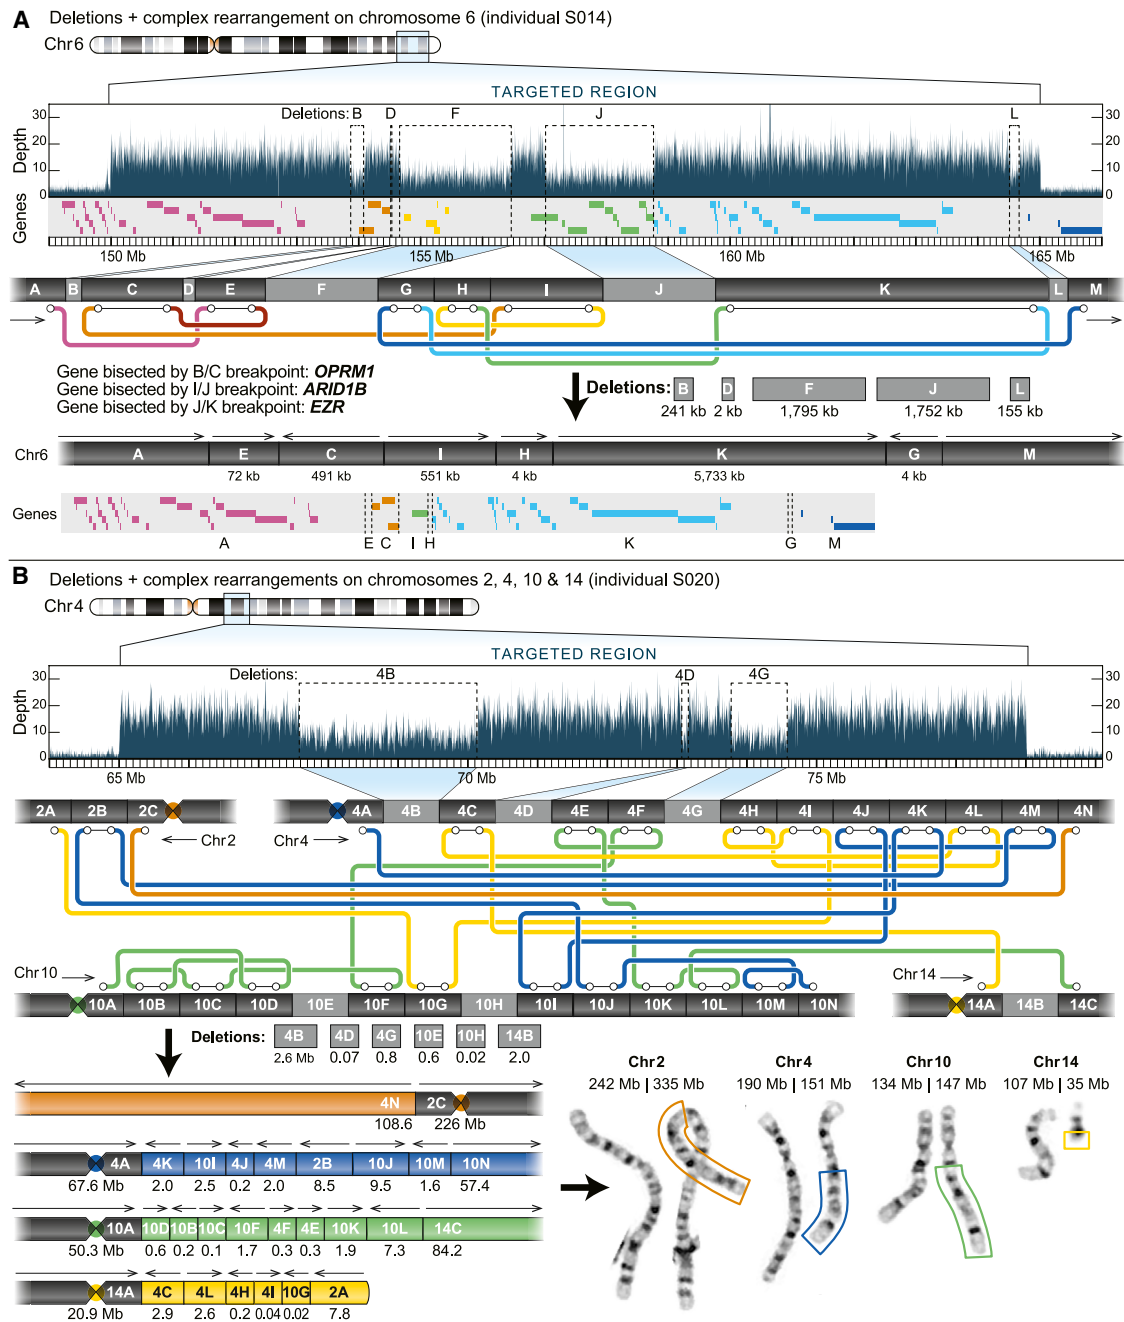 A Deletions + complex rearrangement on chromosome 6 (individual S014)
Chr6
TARGETED REGION
Deletions: B D F J L
Depth
30 20 10 0
30 20 10 0
Genes
150 Mb 155 Mb 160 Mb 165 Mb
A B C D E F G H I J K L M
Gene bisected by B/C breakpoint: OPRM1
Gene bisected by I/J breakpoint: ARID1B
Gene bisected by J/K breakpoint: EZR
Deletions: B D F J L
241 kb 2 kb 1,795 kb 1,752 kb 155 kb
Chr6 A E C I H K G M
72 kb 491 kb 551 kb 4 kb 5,733 kb 4 kb
Genes
A E C I H K G M
B Deletions + complex rearrangements on chromosomes 2, 4, 10 & 14 (individual S020)
Chr4
TARGETED REGION
Deletions: 4B 4D 4G
Depth
30 20 10 0
30 20 10 0
65 Mb 70 Mb 75 Mb
2A 2B 2C 4A 4B 4C 4D 4E 4F 4G 4H 4I 4J 4K 4L 4M 4N
Chr2 Chr4
Chr10 Chr14
10A 10B 10C 10D 10E 10F 10G 10H 10I 10J 10K 10L 10M 10N 14A 14B 14C
Deletions: 4B 4D 4G 10E 10H 14B
2.6 Mb 0.07 0.8 0.6 0.02 2.0
4N 2C
108.6 226 Mb
4A 4K 10I 4J 4M 2B 10J 10M 10N
67.6 Mb 2.0 2.5 0.2 2.0 8.5 9.5 1.6 57.4
10A 10D 10B 10C 10F 4F 4E 10K 10L 14C
50.3 Mb 0.6 0.2 0.1 1.7 0.3 0.3 1.9 7.3 84.2
14A 4C 4L 4H 4I 10G 2A
20.9 Mb 2.9 2.6 0.2 0.04 0.02 7.8
Chr2 Chr4 Chr10 Chr14
242 Mb | 335 Mb 190 Mb | 151 Mb 134 Mb | 147 Mb 107 Mb | 35 Mb